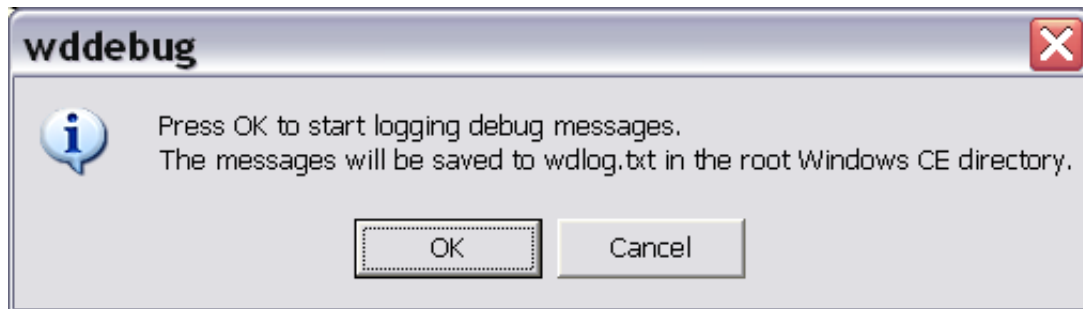 wddebug
Press OK to start logging debug messages.
The messages will be saved to wdlog.txt in the root Windows CE directory.
OK
Cancel